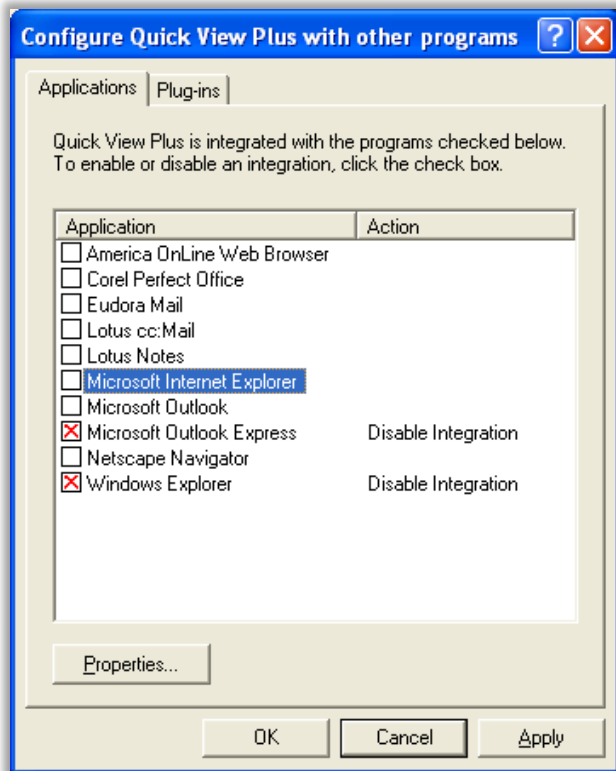 Configure Quick View Plus with other programs ?
Applications Plug-ins
Quick View Plus is integrated with the programs checked below.
To enable or disable an integration, click the check box.
Application Action
America OnLine Web Browser
Corel Perfect Office
Eudora Mail
Lotus cc:Mail
Lotus Notes
Microsoft Internet Explorer
Microsoft Outlook
Microsoft Outlook Express Disable Integration
Netscape Navigator
Windows Explorer Disable Integration
Properties...
OK Cancel Apply